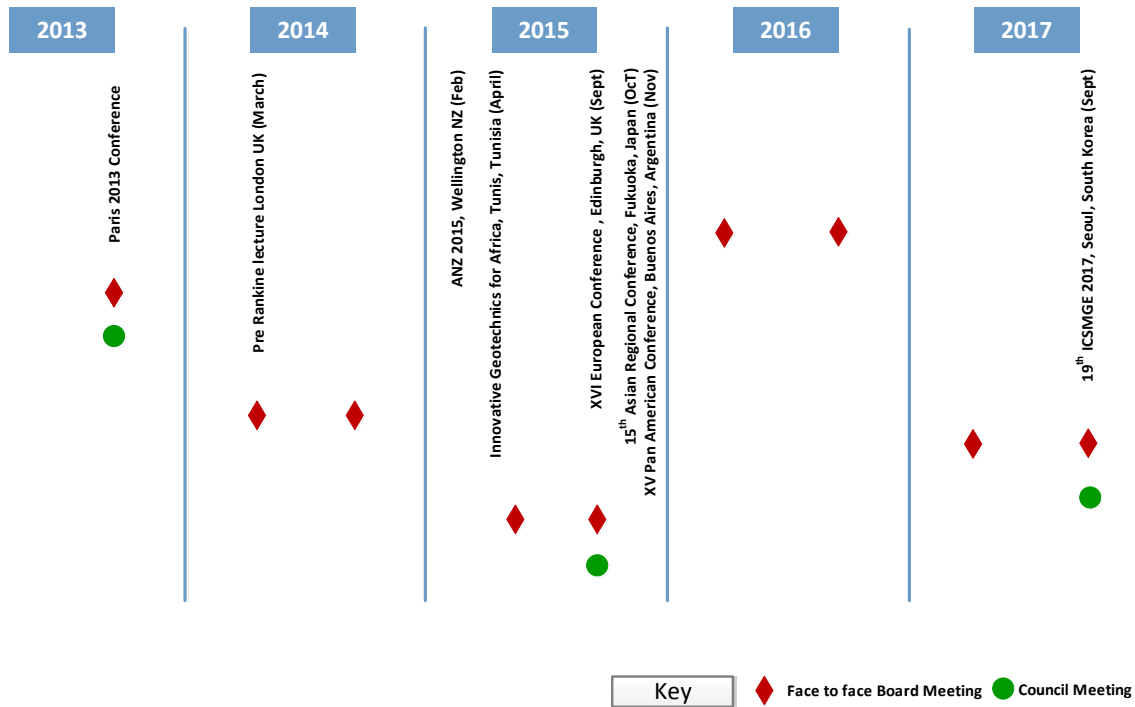 2013
2014
2015
2016
2017
Paris 2013 Conference
Pre Rankine lecture London UK (March)
ANZ 2015, Wellington NZ (Feb)
Innovative Geotechnics for Africa, Tunis, Tunisia (April)
XVI European Conference , Edinburgh, UK (Sept)
15th Asian Regional Conference, Fukuoka, Japan (OcT)
XV Pan American Conference, Buenos Aires, Argentina (Nov)
19th ICSMGE 2017, Seoul, South Korea (Sept)
Key
Face to face Board Meeting
Council Meeting